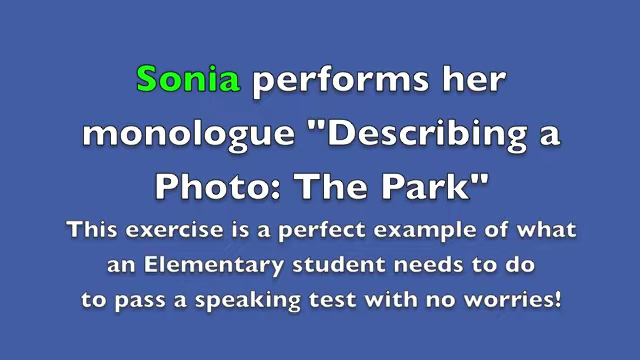 Sonia performs her
monologue "Describing a
Photo: The Park"
This exercise is a perfect example of what
an Elementary student needs to do
to pass a speaking test with no worries!